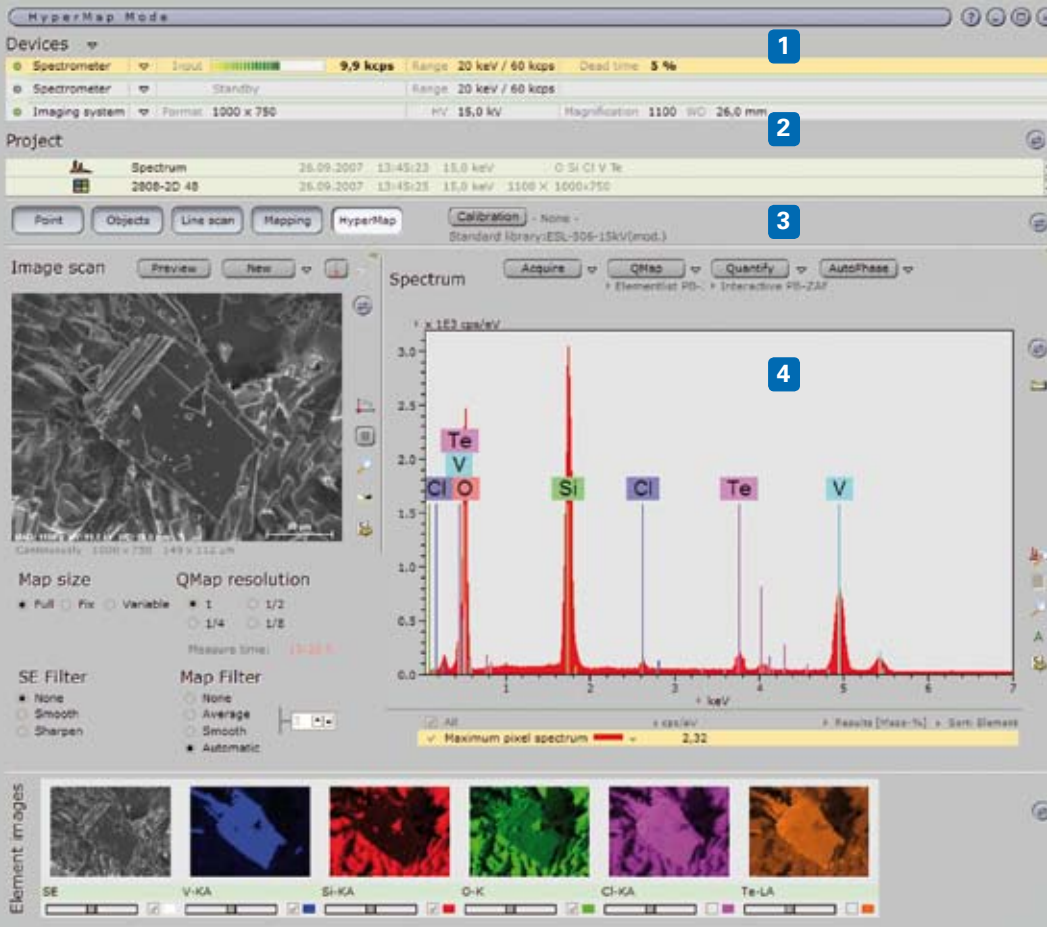 HyperMap Mode
Devices
1
Spectrometer Input 9,9 kcps Range 20 keV / 60 kcps Dead time 5 %
Spectrometer Standby Range 20 keV / 60 kcps
Imaging system Format 1000 x 750 HV 15,0 kV Magnification 1100 WD 26,0 mm
2
Project
Spectrum 26.09.2007 13:45:23 15,0 keV O Si Cl V Te
2808-2D 48 26.09.2007 13:45:25 15,0 keV 1100 X 1000x750
Point Objects Line scan Mapping HyperMap Calibration - None -
3
Standard library:ESL-506-15kV(mod.)
Image scan Preview New
Spectrum Acquire QMap Quantify AutoPhase
Elementlist PB-Z Interactive PB-ZAF
x 1E3 cps/eV
3.0
4
2.5
Te
V
2.0
Cl O Si Cl Te V
1.5
1.0
0.5
0.0
1 2 3 4 5 6 7
keV
Continuously 1000 x 750 149 x 112 µm
Map size
Full Fix Variable
QMap resolution
1 1/2
1/4 1/8
Measure time:
SE Filter
None
Smooth
Sharpen
Map Filter
None
Average
Smooth
Automatic
A
All cps/eV Results [Mass-%] Sort: Element
Maximum pixel spectrum 2,32
Element images
SE V-KA Si-KA O-K Cl-KA Te-LA